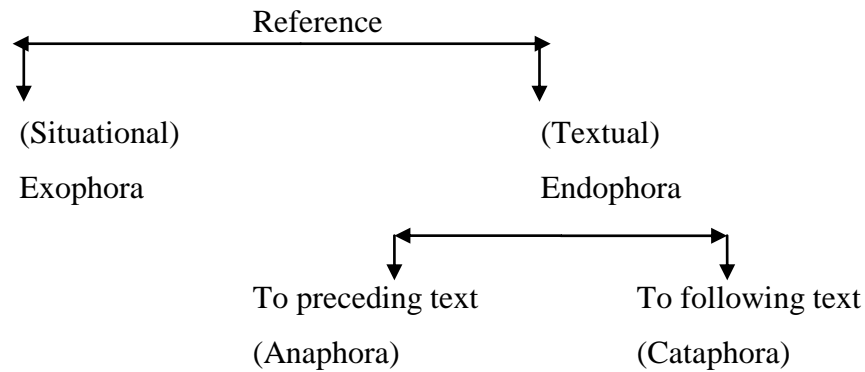 Reference
(Situational)
Exophora
(Textual)
Endophora
To preceding text
(Anaphora)
To following text
(Cataphora)